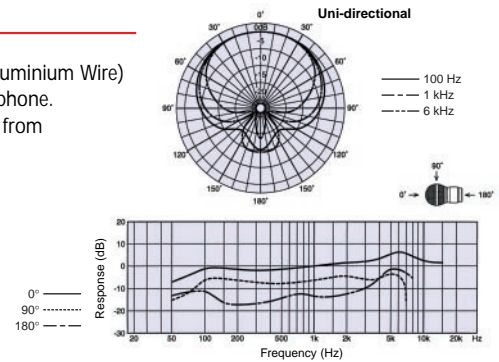 Uni-directional
uminium Wire)
phone.
from
0°
30° 30°
60° 60°
90° 90°
120° 120°
150° 150°
180°
0dB
-5
-10
-15
100 Hz
1 kHz
6 kHz
90°
0° 180°
Response (dB)
20
10
0
-10
-20
-30
20 50 100 200 500 1k 2k 5k 10k 20k Hz
Frequency (Hz)
0°
90°
180°